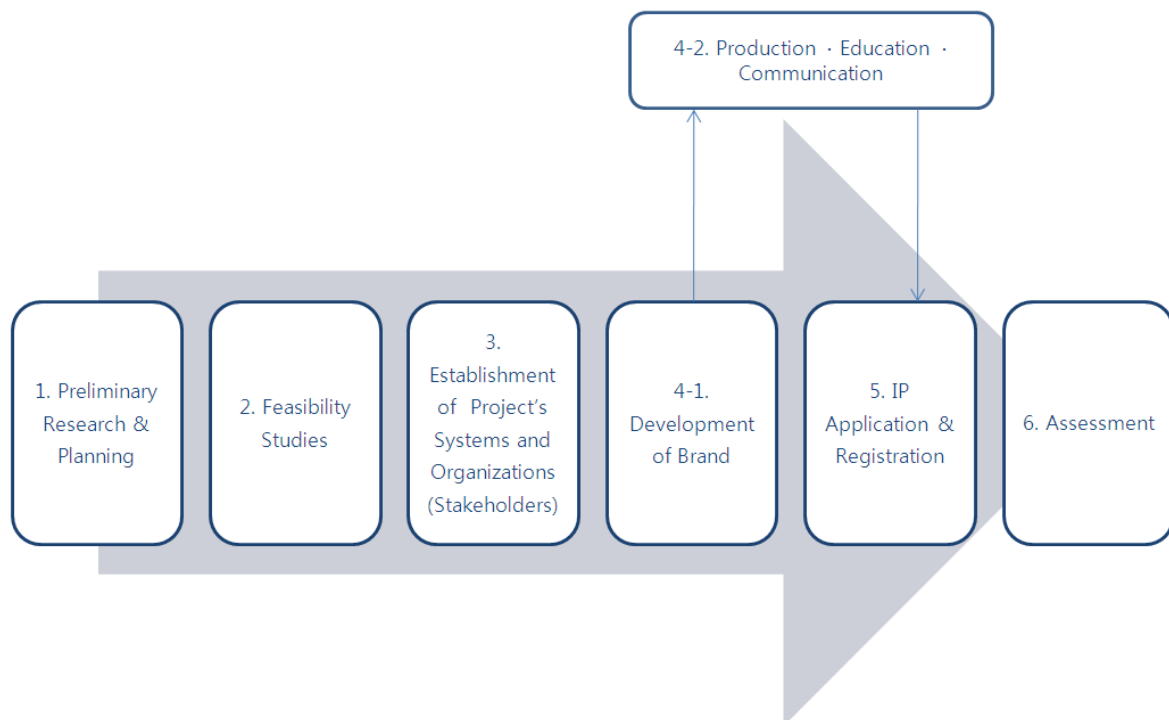 4-2. Production · Education ·
Communication
1. Preliminary
Research &
Planning
2. Feasibility
Studies
3.
Establishment
of Project's
Systems and
Organizations
(Stakeholders)
4-1.
Development
of Brand
5. IP
Application &
Registration
6. Assessment